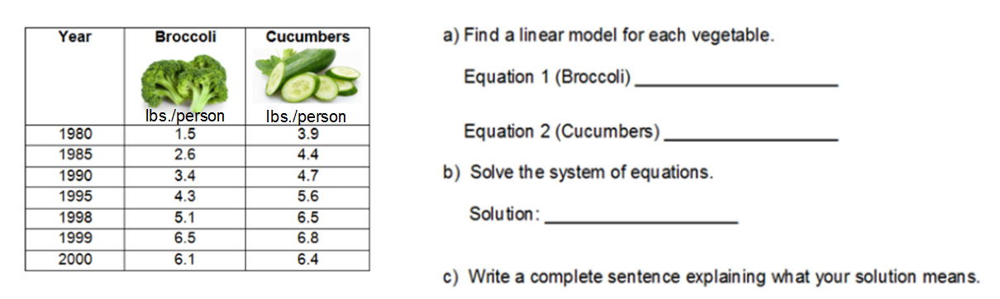 Year Broccoli Cucumbers
lbs./person lbs./person
1980 1.5 3.9
1985 2.6 4.4
1990 3.4 4.7
1995 4.3 5.6
1998 5.1 6.5
1999 6.5 6.8
2000 6.1 6.4
a) Find a linear model for each vegetable.
Equation 1 (Broccoli) ____________________
Equation 2 (Cucumbers) ____________________
b) Solve the system of equations.
Solution: ____________________
c) Write a complete sentence explaining what your solution means.